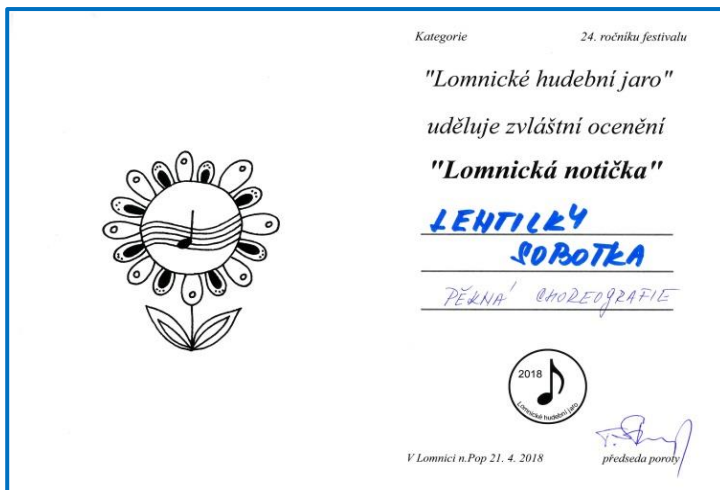 Kategorie 24. ročníku festivalu
"Lomnické hudební jaro"
uděluje zvláštní ocenění
"Lomnická notička"
LENTILKY
SOBOTKA
PĚKNÁ CHOREOGRAFIE
2018
Lomnické hudební jaro
V Lomnici n.Pop 21. 4. 2018 předseda poroty